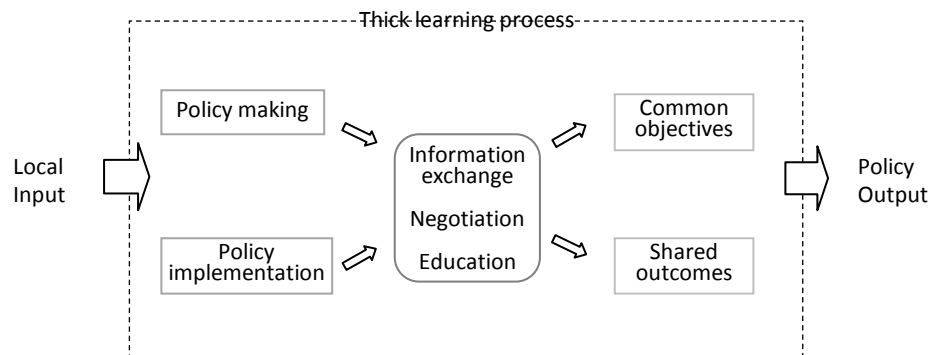 Thick learning process
Policy making
Common
objectives
Local
Input
Information
exchange
Negotiation
Education
Policy
Output
Policy
implementation
Shared
outcomes